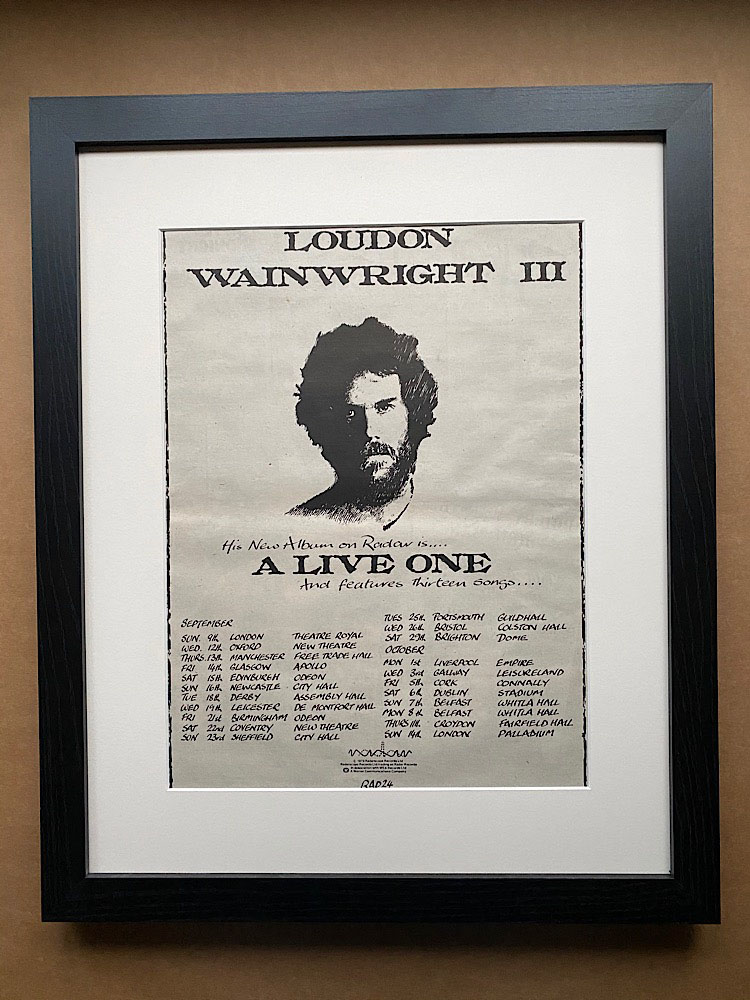 LOUDON
WAINWRIGHT III
His New Album on Radar is....
A LIVE ONE
And features Thirteen Songs....
SEPTEMBER
SUN. 9th. LONDON THEATRE ROYAL
WED. 12th. OXFORD NEW THEATRE
THURS. 13th. MANCHESTER FREE TRADE HALL
FRI 14th. GLASGOW APOLLO
SAT 15th. EDINBURGH ODEON
SUN 16th. NEWCASTLE CITY HALL
TUE 18th. DERBY ASSEMBLY HALL
WED 19th. LEICESTER DE MONTFORT HALL
FRI 21st BIRMINGHAM ODEON
SAT 22nd COVENTRY NEW THEATRE
SUN 23rd SHEFFIELD CITY HALL
TUES 25th. PORTSMOUTH GUILDHALL
WED 26th BRISTOL COLSTON HALL
SAT 29th. BRIGHTON DOME
OCTOBER
MON 1st LIVERPOOL EMPIRE
WED 3rd GALWAY LEISURELAND
FRI 5th. CORK CONNALLY
SAT 6th DUBLIN STADIUM
SUN 7th BELFAST WHITLA HALL
MON 8th. BELFAST WHITLA HALL
THURS 11th CROYDON FAIRFIELD HALL
SUN 14th. LONDON PALLADIUM
RAD 24